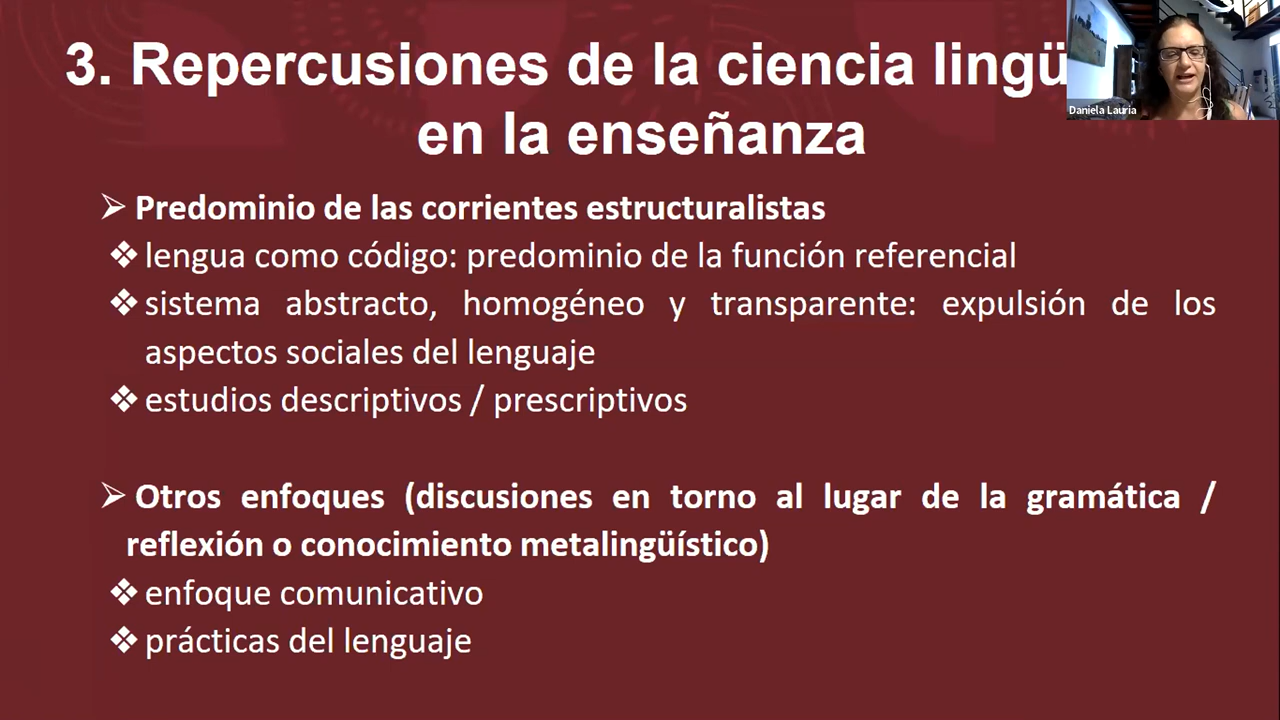 3. Repercusiones de la ciencia lingü
en la enseñanza
Daniela Lauria
➢ Predominio de las corrientes estructuralistas
❖ lengua como código: predominio de la función referencial
❖ sistema abstracto, homogéneo y transparente: expulsión de los
aspectos sociales del lenguaje
❖ estudios descriptivos / prescriptivos
➢ Otros enfoques (discusiones en torno al lugar de la gramática /
reflexión o conocimiento metalingüístico)
❖ enfoque comunicativo
❖ prácticas del lenguaje